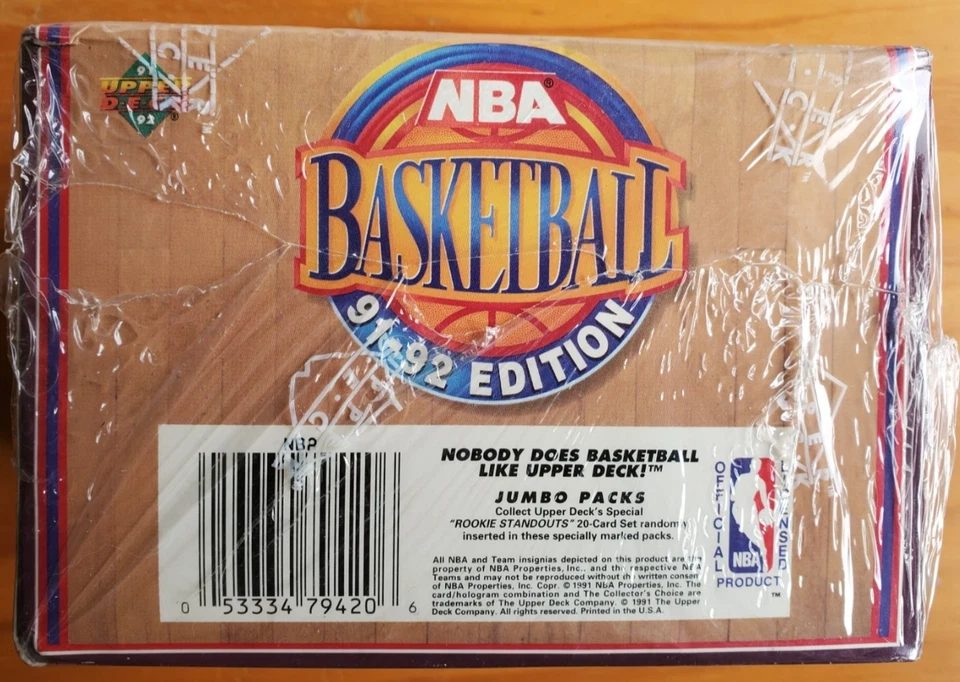 91
UPPER
DECK
92
NBA
BASKETBALL
91-92 EDITION
NBP
0 53334 79420 6
NOBODY DOES BASKETBALL
LIKE UPPER DECK!™
JUMBO PACKS
Collect Upper Deck's Special
"ROOKIE STANDOUTS" 20-Card Set randomly
inserted in these specially marked packs.
All NBA and Team insignias depicted on this product are the
property of NBA Properties, Inc., and the respective NBA
Teams and may not be reproduced without the written consent
of NBA Properties, Inc. Copr. © 1991 NBA Properties, Inc. The
card/hologram combination and The Collector's Choice are
trademarks of The Upper Deck Company. © 1991 The Upper
Deck Company. All rights reserved. Printed in the U.S.A.
OFFICIAL
LICENSED
NBA
PRODUCT
™